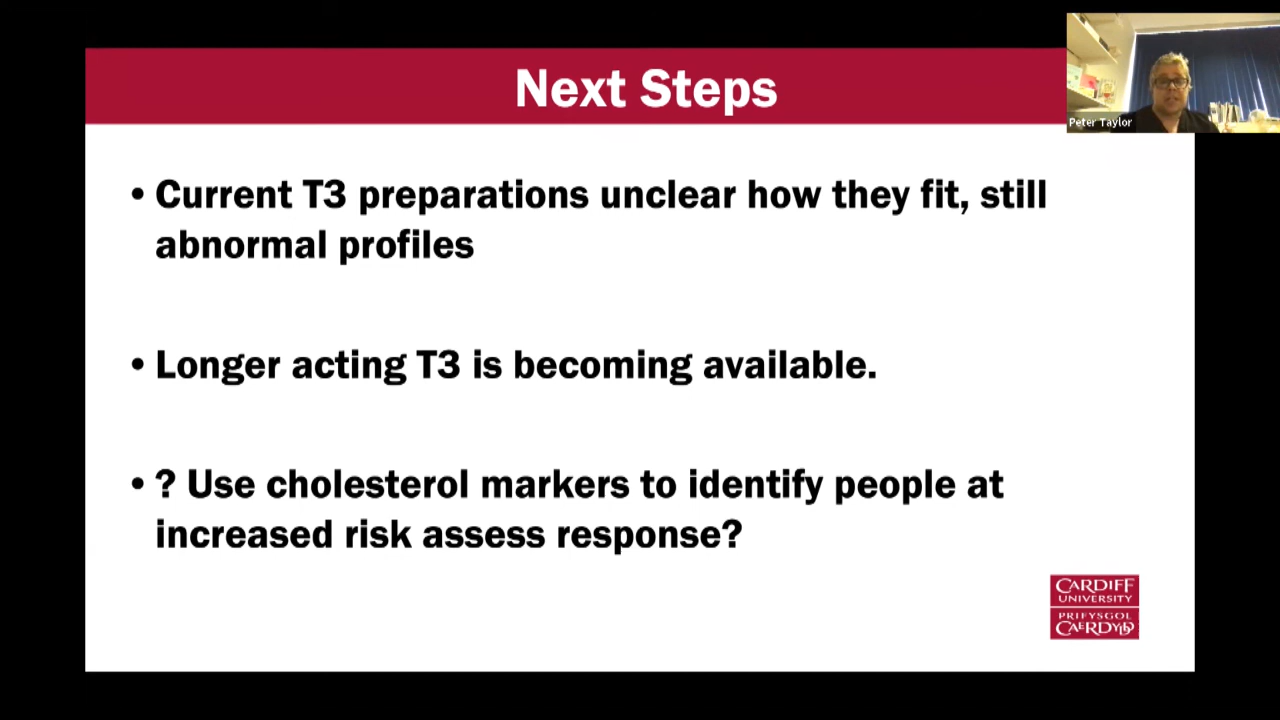 Next Steps
Peter Taylor
• Current T3 preparations unclear how they fit, still
abnormal profiles
• Longer acting T3 is becoming available.
• ? Use cholesterol markers to identify people at
increased risk assess response?
CARDIFF
UNIVERSITY
PRIFYSGOL
CAERDYDD